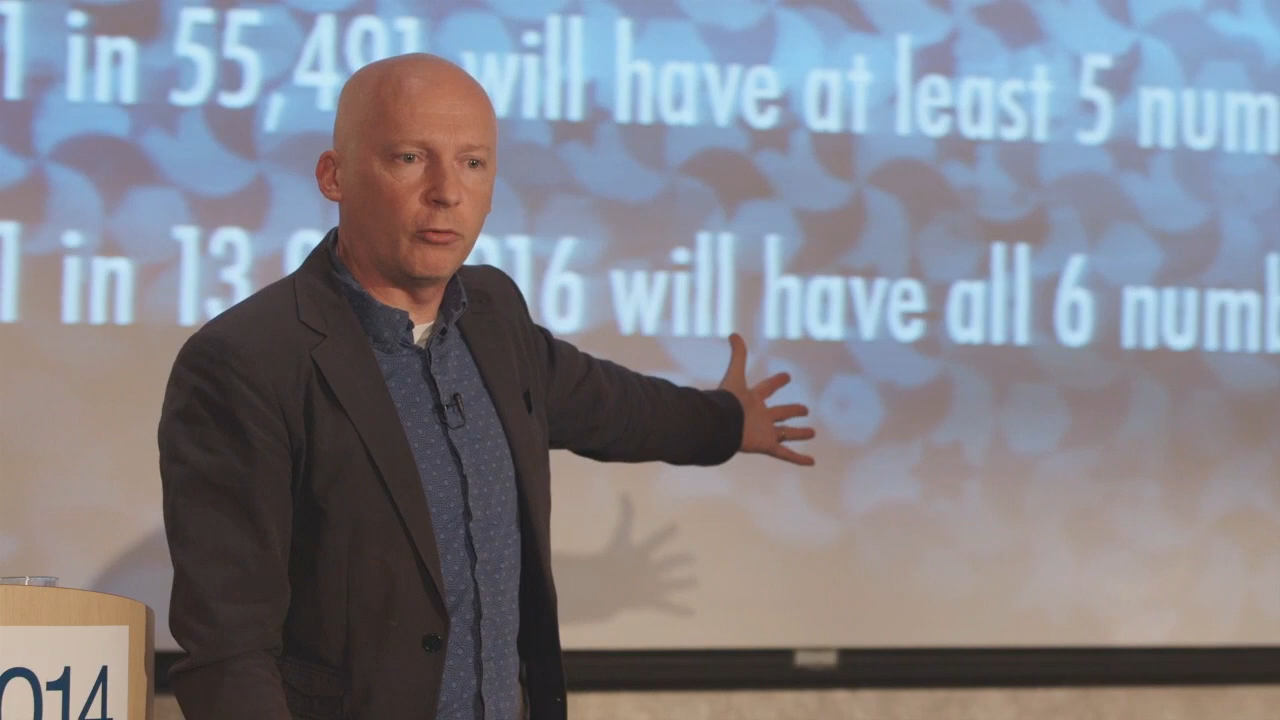 1 in 55,491 will have at least 5 num
1 in 13, 16 will have all 6 numb
014